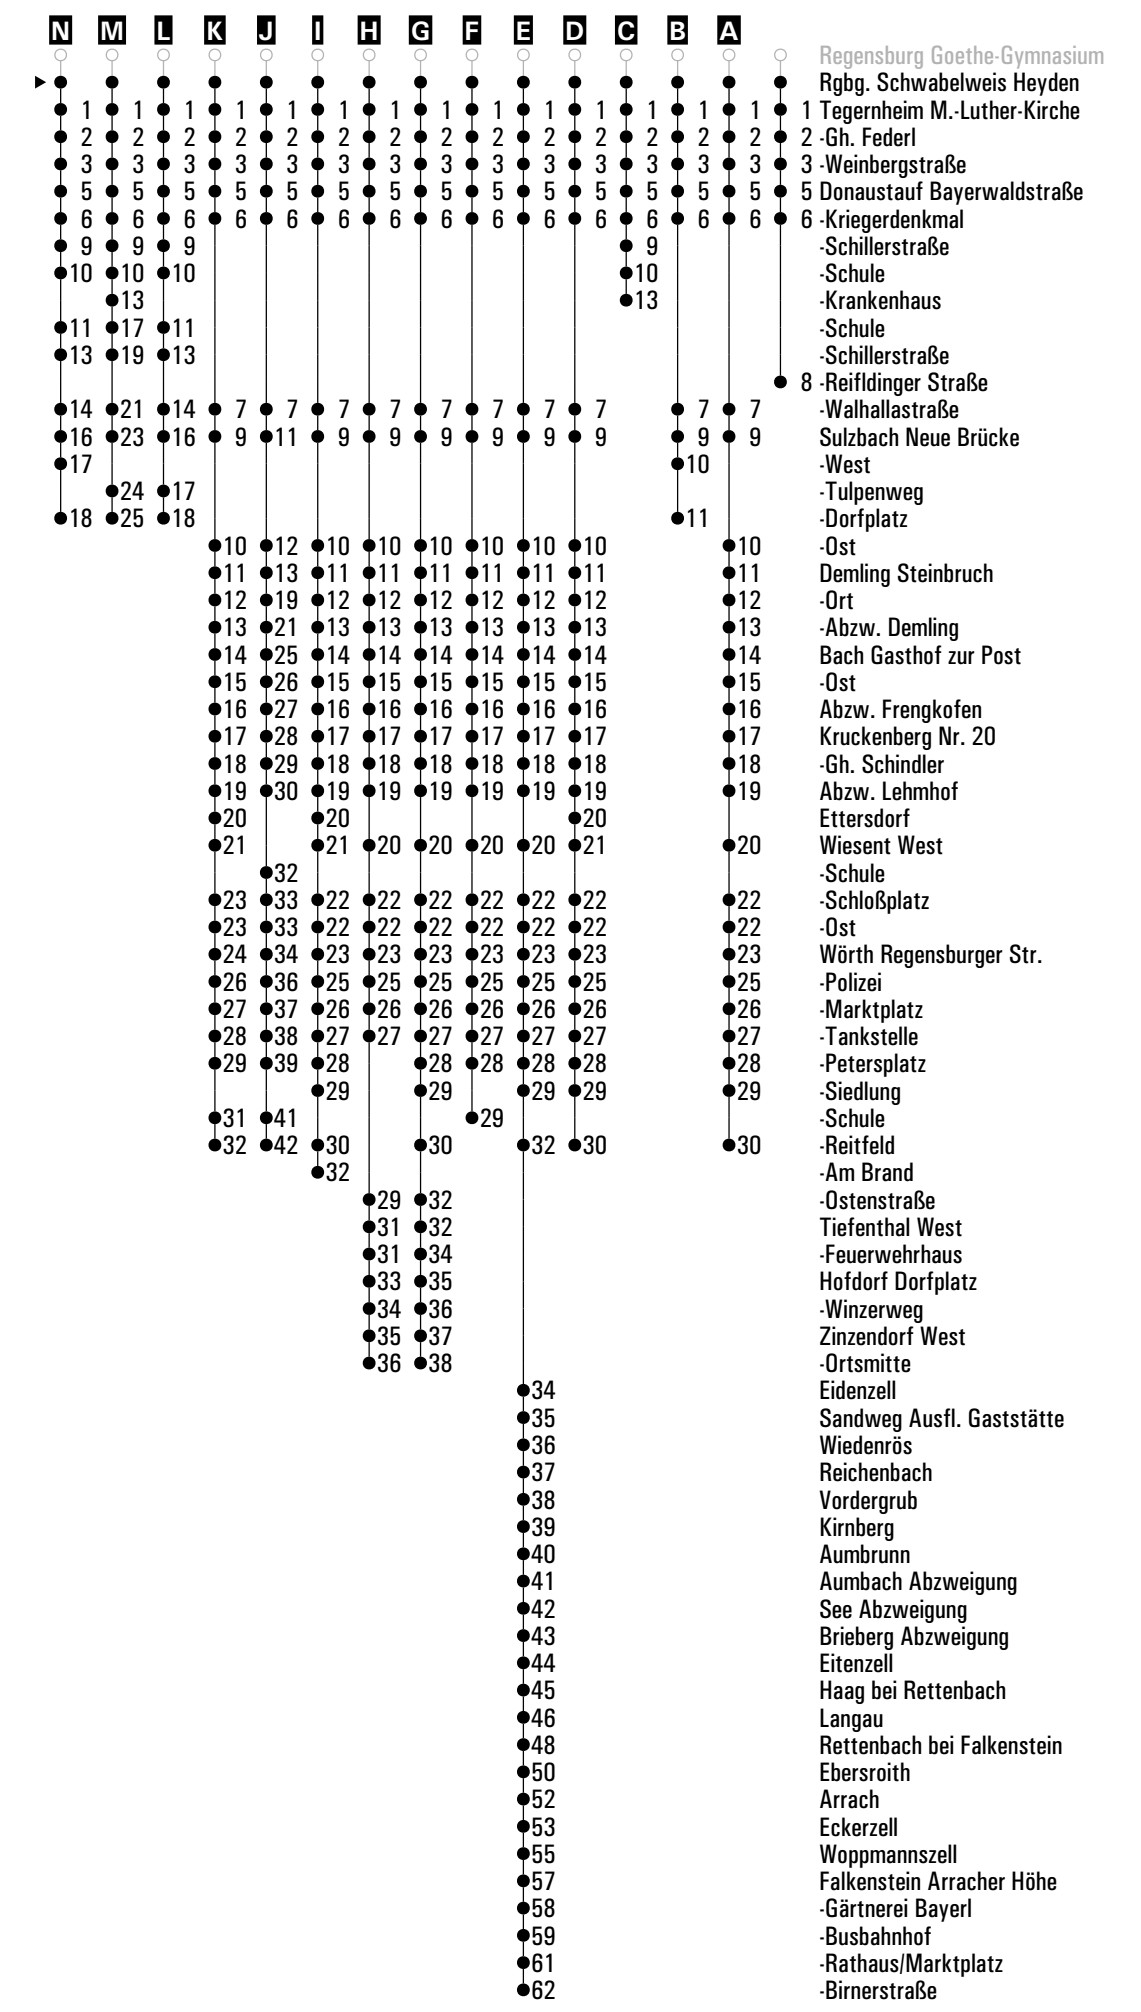 N M L K J I H G F E D C B A
Regensburg Goethe-Gymnasium
Rgbg. Schwabelweis Heyden
1 1 1 1 1 1 1 1 1 1 1 1 1 1 1 Tegernheim M.-Luther-Kirche
2 2 2 2 2 2 2 2 2 2 2 2 2 2 2 -Gh. Federl
3 3 3 3 3 3 3 3 3 3 3 3 3 3 3 -Weinbergstraße
5 5 5 5 5 5 5 5 5 5 5 5 5 5 5 Donaustauf Bayerwaldstraße
6 6 6 6 6 6 6 6 6 6 6 6 6 6 6 -Kriegerdenkmal
9 9 9 9 -Schillerstraße
10 10 10 10 -Schule
13 13 -Krankenhaus
11 17 11 -Schule
13 19 13 -Schillerstraße
8 -Reifldinger Straße
14 21 14 7 7 7 7 7 7 7 7 7 7 -Walhallastraße
16 23 16 9 11 9 9 9 9 9 9 9 9 Sulzbach Neue Brücke
17 10 -West
24 17 -Tulpenweg
18 25 18 11 -Dorfplatz
10 12 10 10 10 10 10 10 10 -Ost
11 13 11 11 11 11 11 11 11 Demling Steinbruch
12 19 12 12 12 12 12 12 12 -Ort
13 21 13 13 13 13 13 13 13 -Abzw. Demling
14 25 14 14 14 14 14 14 14 Bach Gasthof zur Post
15 26 15 15 15 15 15 15 15 -Ost
16 27 16 16 16 16 16 16 16 Abzw. Frengkofen
17 28 17 17 17 17 17 17 17 Kruckenberg Nr. 20
18 29 18 18 18 18 18 18 18 -Gh. Schindler
19 30 19 19 19 19 19 19 19 Abzw. Lehmhof
20 20 20 Ettersdorf
21 21 20 20 20 20 21 20 Wiesent West
32 -Schule
23 33 22 22 22 22 22 22 22 -Schloßplatz
23 33 22 22 22 22 22 22 22 -Ost
24 34 23 23 23 23 23 23 23 Wörth Regensburger Str.
26 36 25 25 25 25 25 25 25 -Polizei
27 37 26 26 26 26 26 26 26 -Marktplatz
28 38 27 27 27 27 27 27 27 -Tankstelle
29 39 28 28 28 28 28 28 -Petersplatz
29 29 29 29 29 -Siedlung
31 41 29 -Schule
32 42 30 30 32 30 30 -Reitfeld
32 -Am Brand
29 32 -Ostenstraße
31 32 Tiefenthal West
31 34 -Feuerwehrhaus
33 35 Hofdorf Dorfplatz
34 36 -Winzerweg
35 37 Zinzendorf West
36 38 -Ortsmitte
34 Eidenzell
35 Sandweg Ausfl. Gaststätte
36 Wiedenrös
37 Reichenbach
38 Vordergrub
39 Kirnberg
40 Aumbrunn
41 Aumbach Abzweigung
42 See Abzweigung
43 Brieberg Abzweigung
44 Eitenzell
45 Haag bei Rettenbach
46 Langau
48 Rettenbach bei Falkenstein
50 Ebersroith
52 Arrach
53 Eckerzell
55 Woppmannszell
57 Falkenstein Arracher Höhe
58 -Gärtnerei Bayerl
59 -Busbahnhof
61 -Rathaus/Marktplatz
62 -Birnerstraße